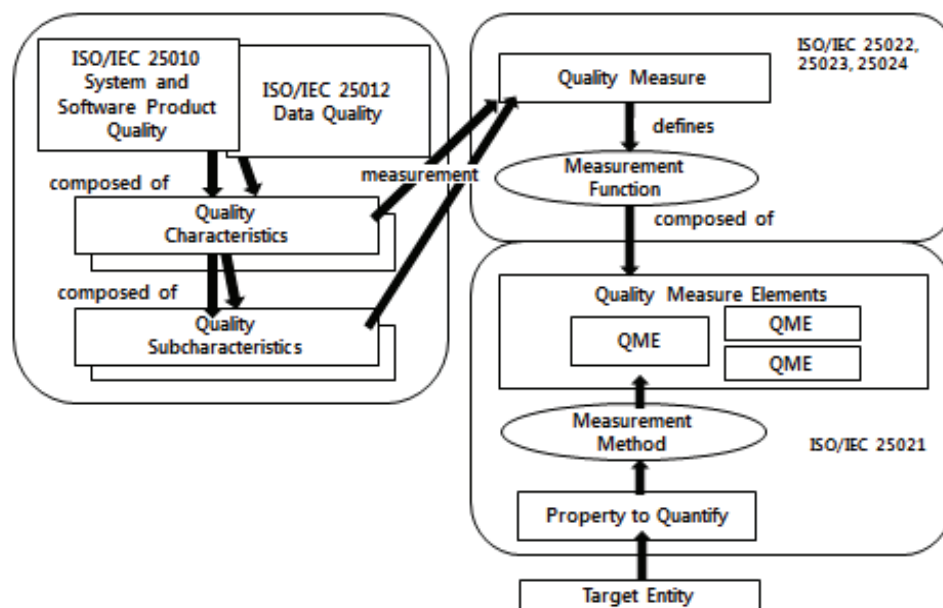 ISO/IEC 25010
System and
Software Product
Quality
ISO/IEC 25012
Data Quality
composed of
Quality
Characteristics
composed of
Quality
Subcharacteristics
measurement
ISO/IEC 25022,
25023, 25024
Quality Measure
defines
Measurement
Function
composed of
Quality Measure Elements
QME
QME
QME
Measurement
Method
ISO/IEC 25021
Property to Quantify
Target Entity